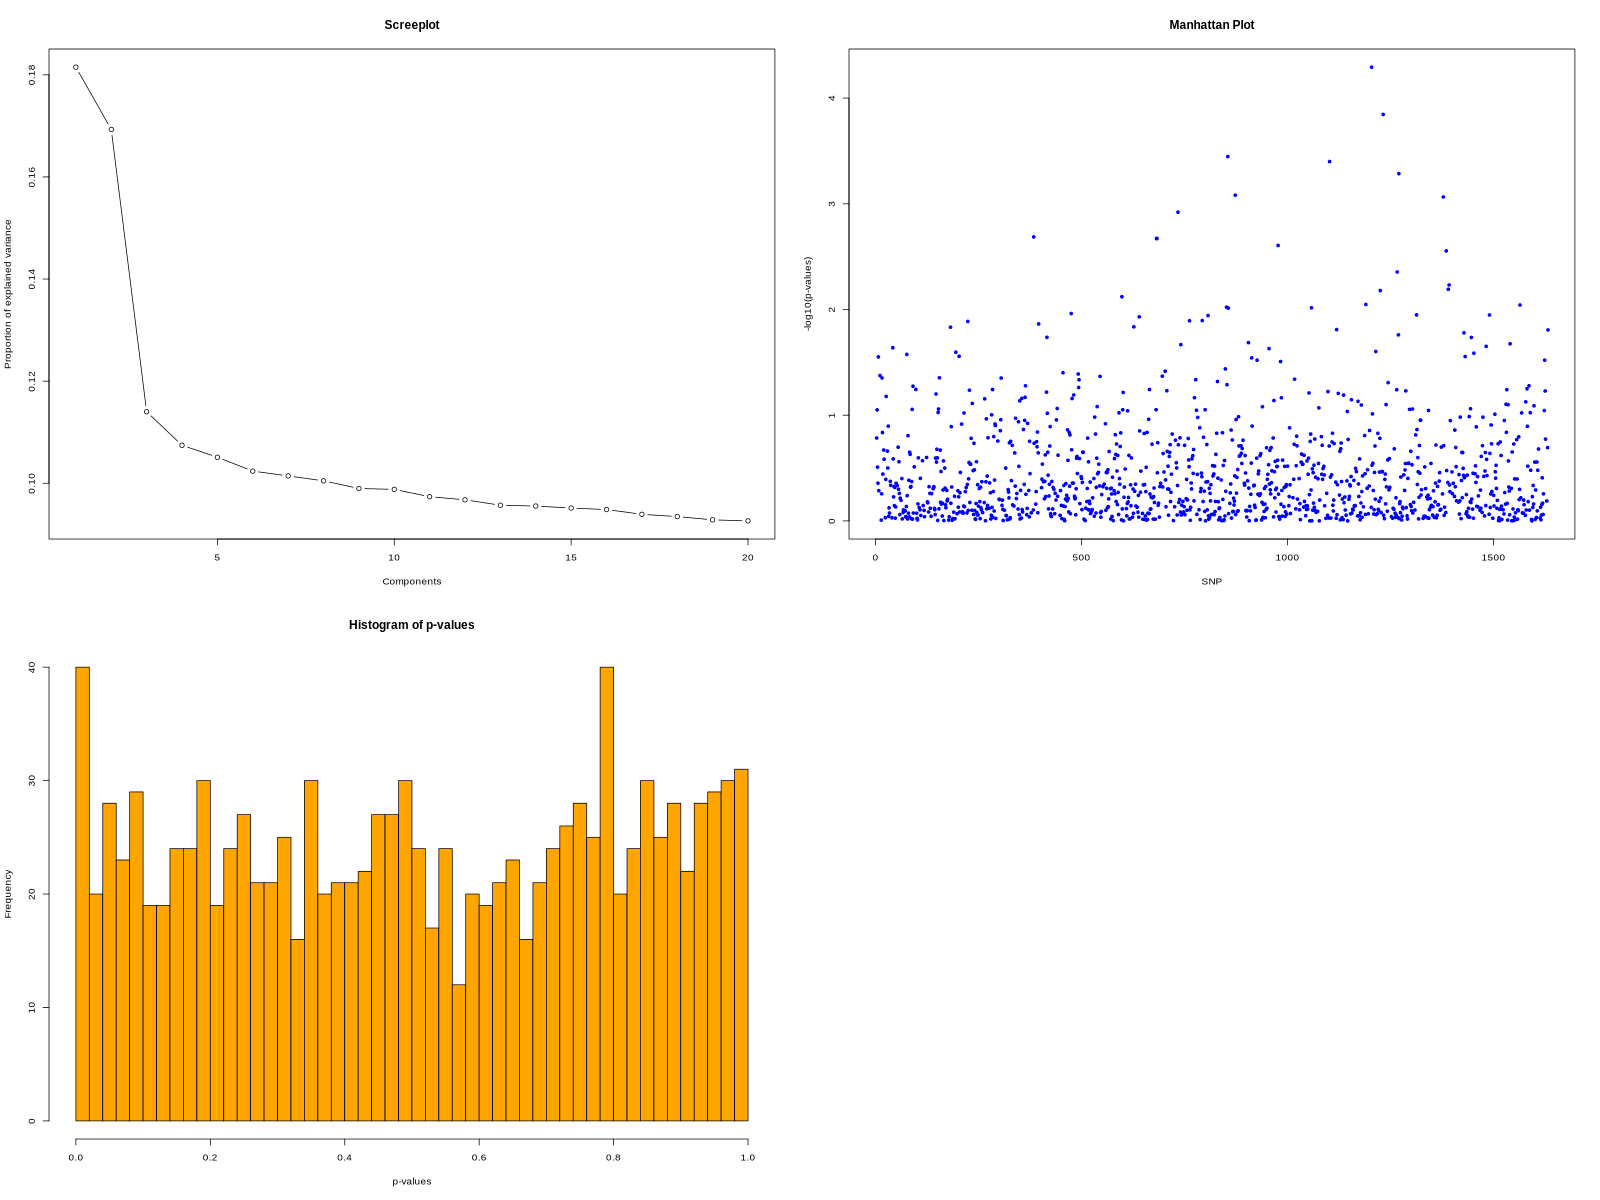 Screeplot
Proportion of explained variance
0.18
0.16
0.14
0.12
0.10
5 10 15 20
Components
Manhattan Plot
-log10(p-values)
4
3
2
1
0
0 500 1000 1500
SNP
Histogram of p-values
Frequency
40
30
20
10
0
0.0 0.2 0.4 0.6 0.8 1.0
p-values